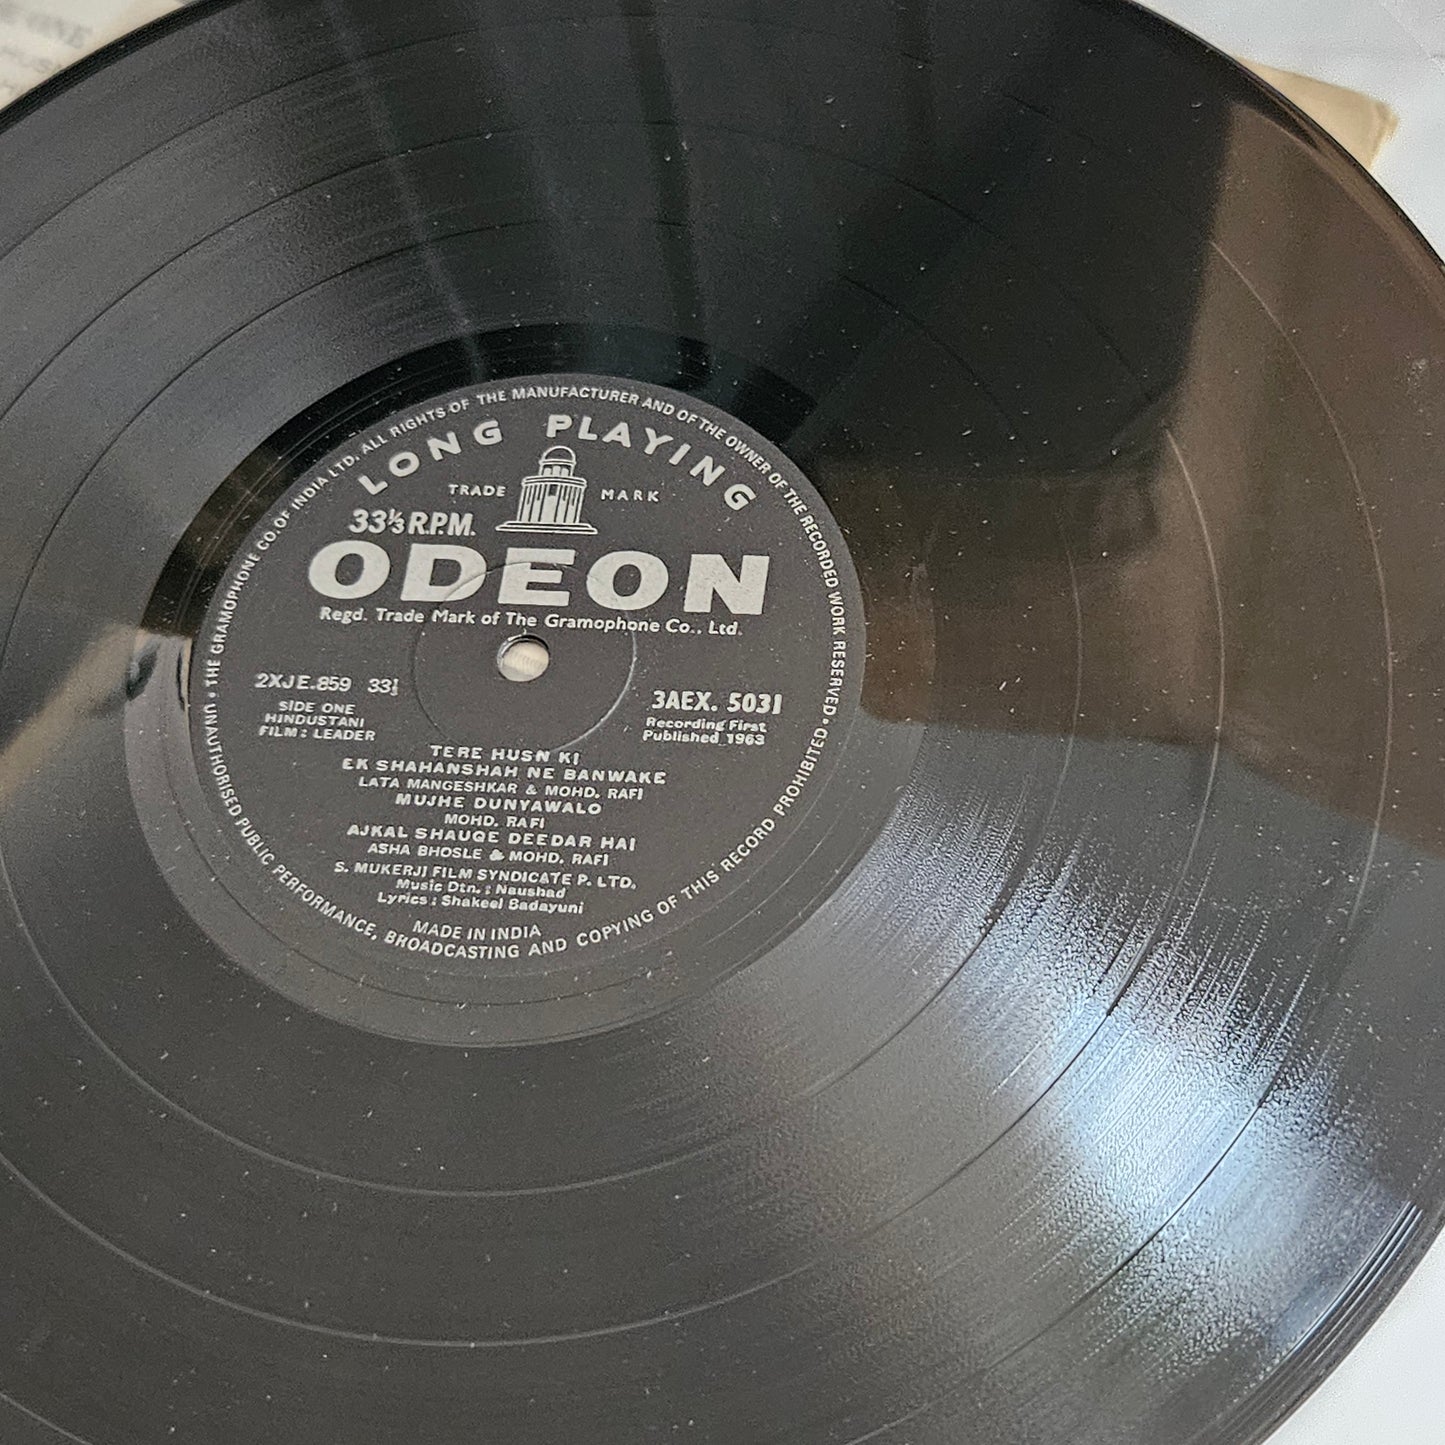 UNAUTHORISED PUBLIC PERFORMANCE, BROADCASTING AND COPYING OF THIS RECORD PROHIBITED • THE GRAMOPHONE CO. OF INDIA LTD. ALL RIGHTS OF THE MANUFACTURER AND OF THE OWNER OF THE RECORDED WORK RESERVED •
LONG PLAYING
TRADE MARK
33⅓ R.P.M.
ODEON
Regd. Trade Mark of The Gramophone Co., Ltd.
2XJE.859 33⅓
3AEX. 5031
SIDE ONE
HINDUSTANI
FILM: LEADER
Recording First
Published 1963
TERE HUSN KI
EK SHAHANSHAH NE BANWAKE
LATA MANGESHKAR & MOHD. RAFI
MUJHE DUNYAWALO
MOHD. RAFI
AJKAL SHAUQE DEEDAR HAI
ASHA BHOSLE & MOHD. RAFI
S. MUKERJI FILM SYNDICATE P. LTD.
Music Dtn.: Naushad
Lyrics: Shakeel Badayuni
MADE IN INDIA